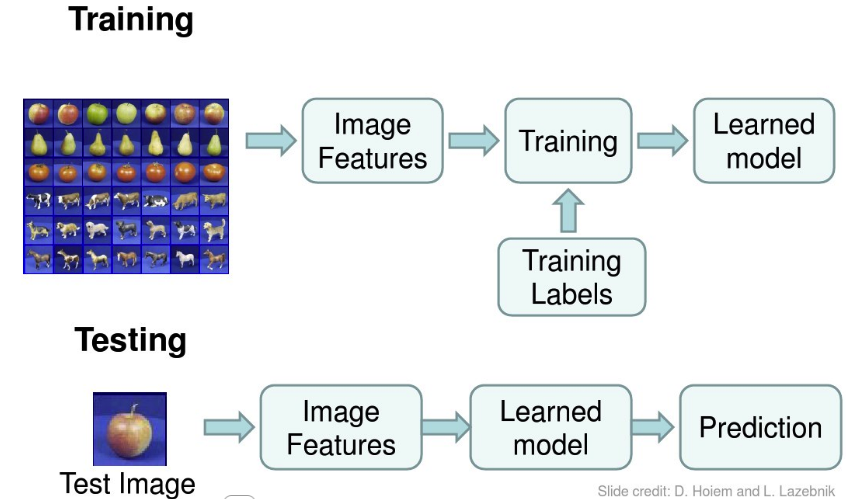 Training
Image
Features
Training
Learned
model
Training
Labels
Testing
Test Image
Image
Features
Learned
model
Prediction
Slide credit: D. Hoiem and L. Lazebnik